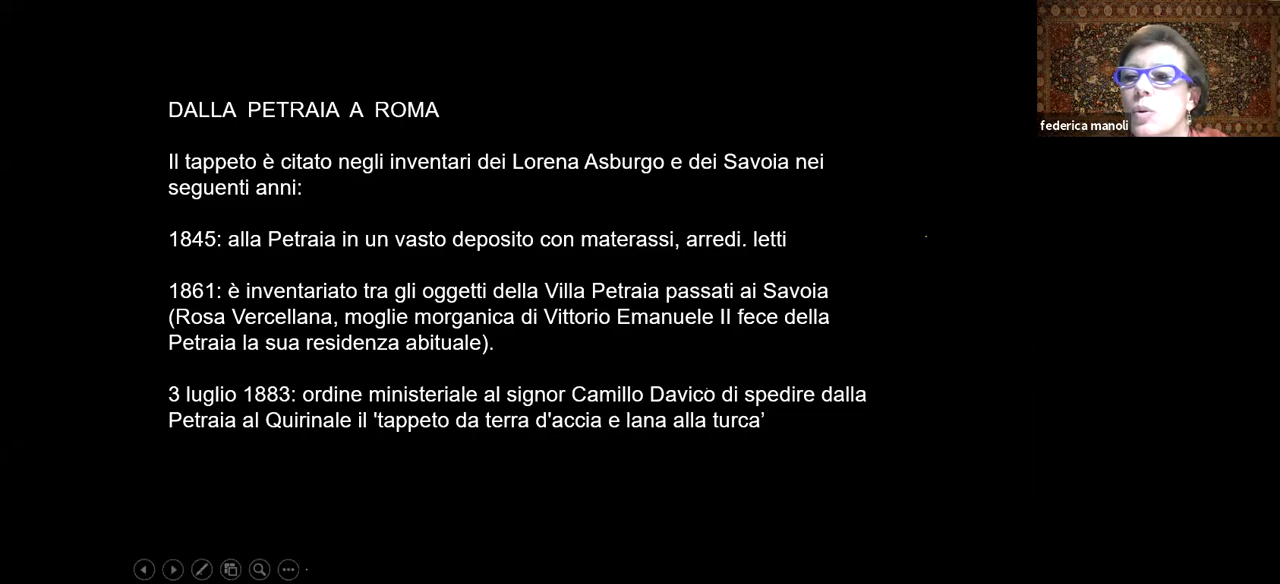 DALLA PETRAIA A ROMA
Il tappeto è citato negli inventari dei Lorena Asburgo e dei Savoia nei
seguenti anni:
1845: alla Petraia in un vasto deposito con materassi, arredi. letti
1861: è inventariato tra gli oggetti della Villa Petraia passati ai Savoia
(Rosa Vercellana, moglie morganica di Vittorio Emanuele II fece della
Petraia la sua residenza abituale).
3 luglio 1883: ordine ministeriale al signor Camillo Davico di spedire dalla
Petraia al Quirinale il 'tappeto da terra d'accia e lana alla turca’
federica manoli